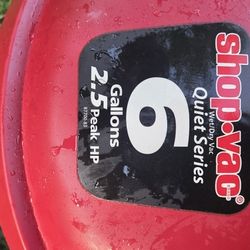 shop·vac®
Wet/Dry Vac
Quiet Series
6
Gallons
2.5 Peak HP